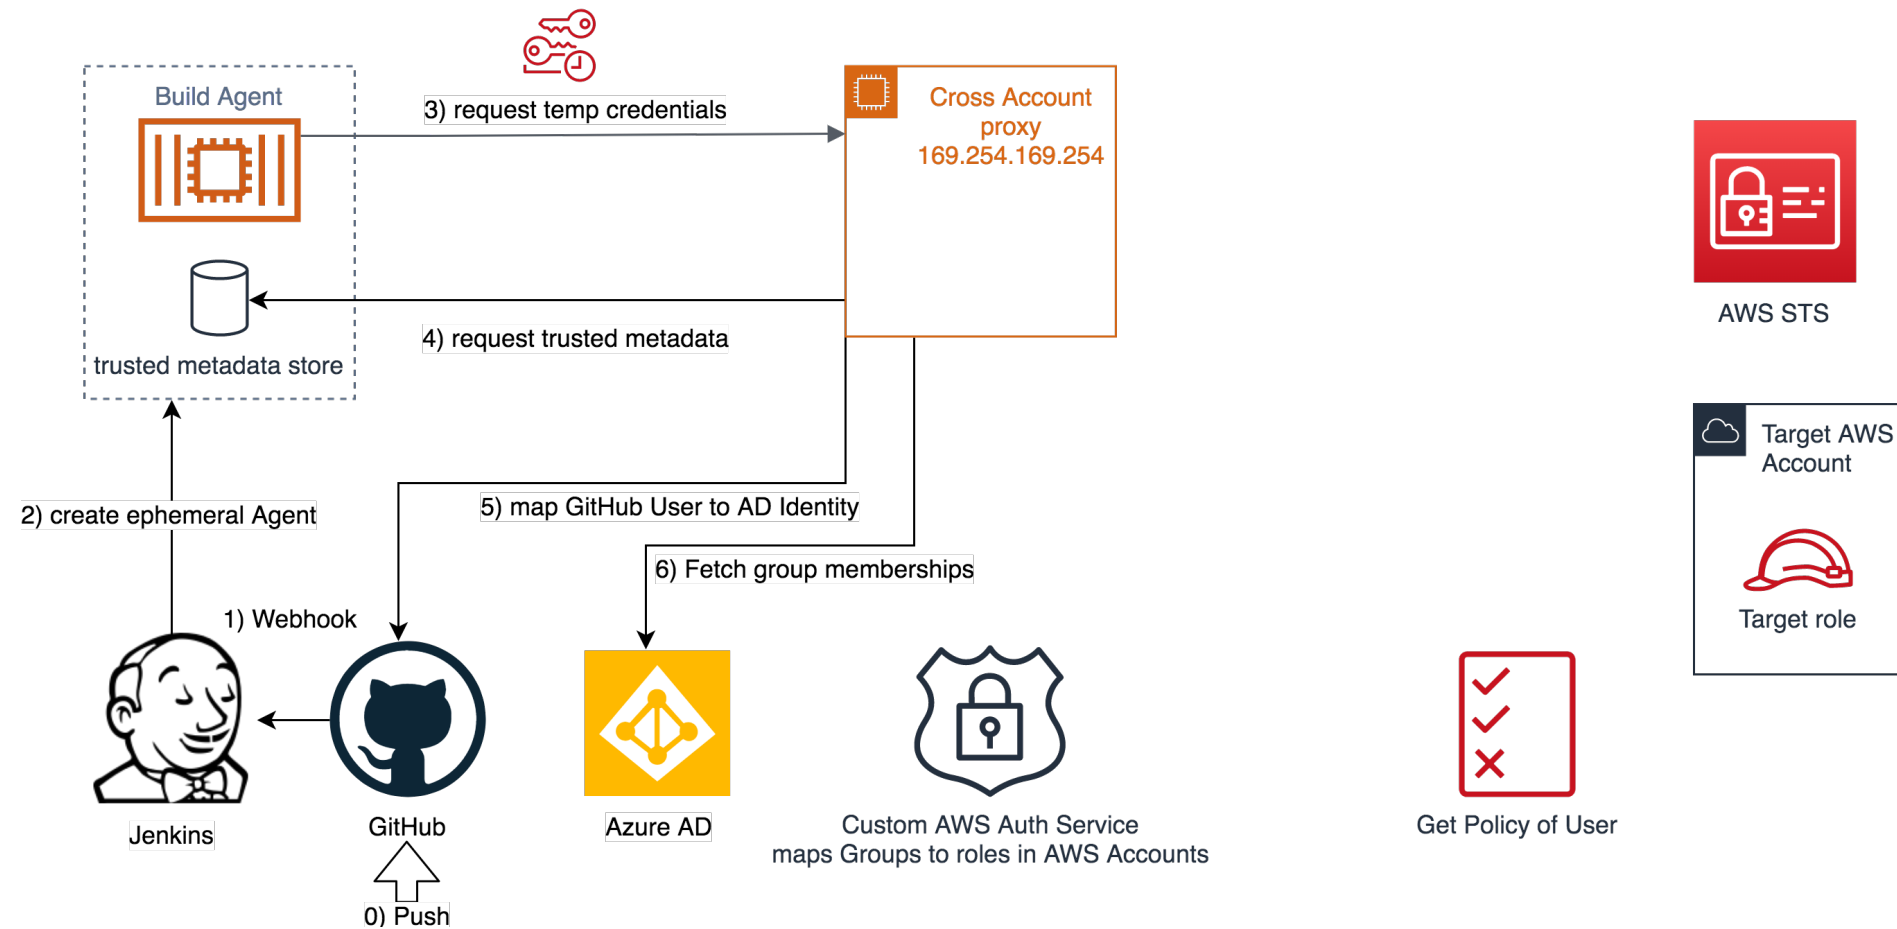 Build Agent
3) request temp credentials
Cross Account
proxy
169.254.169.254
AWS STS
4) request trusted metadata
trusted metadata store
Target AWS
Account
5) map GitHub User to AD Identity
2) create ephemeral Agent
6) Fetch group memberships
1) Webhook
Target role
Jenkins
GitHub
Azure AD
Custom AWS Auth Service
maps Groups to roles in AWS Accounts
Get Policy of User
0) Push